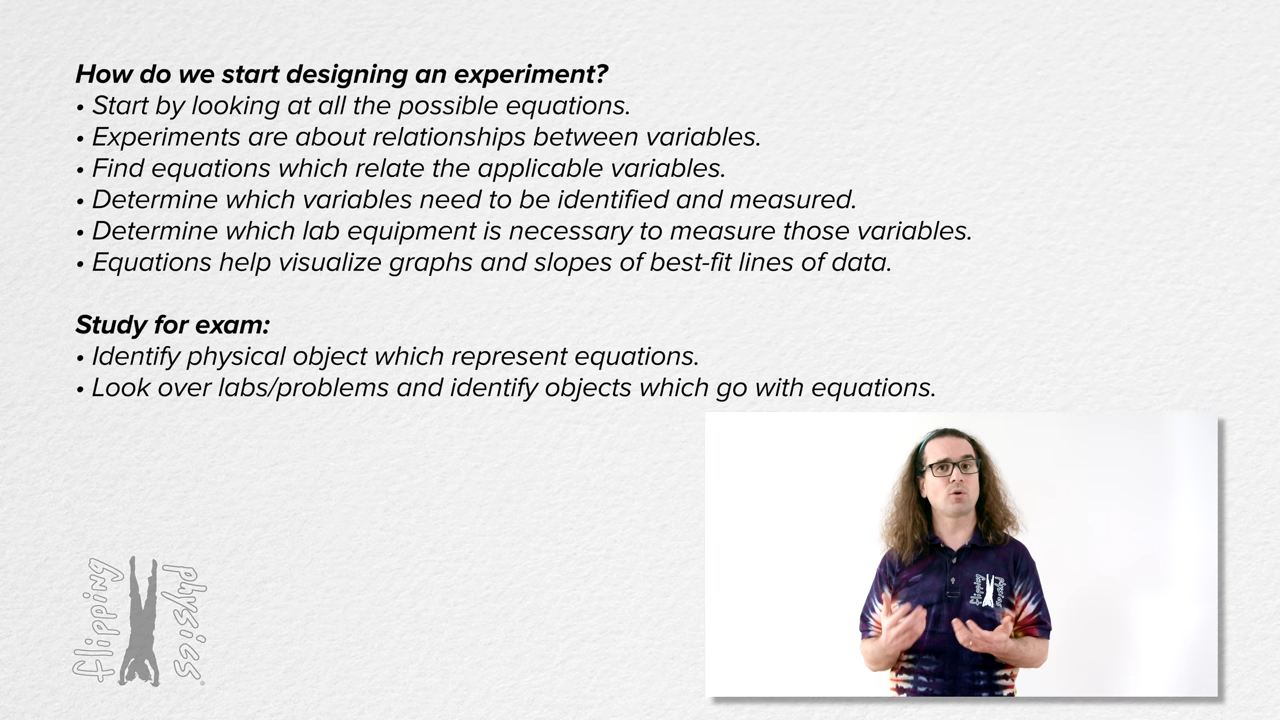 How do we start designing an experiment?
• Start by looking at all the possible equations.
• Experiments are about relationships between variables.
• Find equations which relate the applicable variables.
• Determine which variables need to be identified and measured.
• Determine which lab equipment is necessary to measure those variables.
• Equations help visualize graphs and slopes of best-fit lines of data.
Study for exam:
• Identify physical object which represent equations.
• Look over labs/problems and identify objects which go with equations.
flipping physics
flipping physics